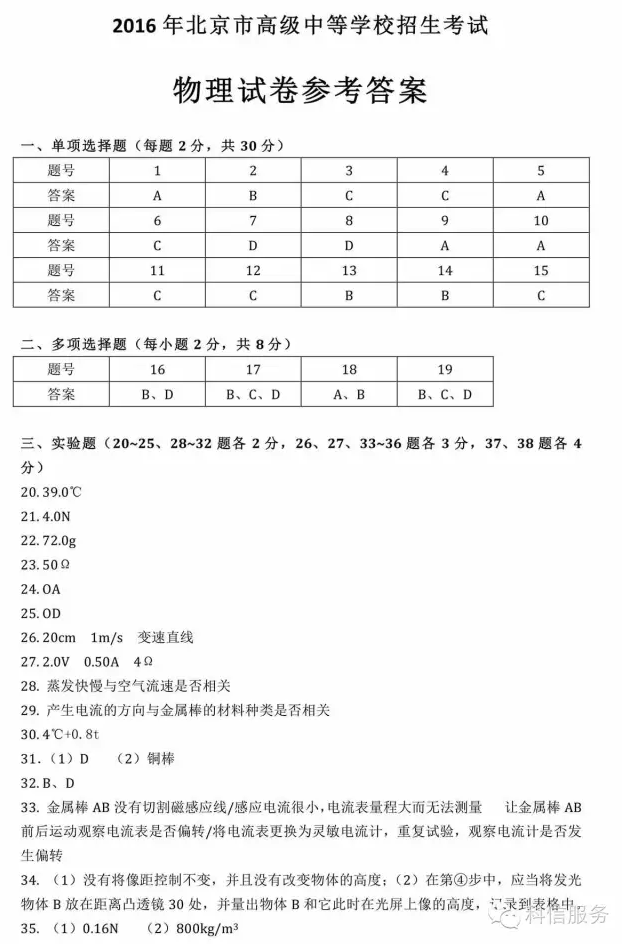 2016 年北京市高级中等学校招生考试
物理试卷参考答案
一、单项选择题（每题 2 分，共 30 分）
题号 1 2 3 4 5
答案 A B C C A
题号 6 7 8 9 10
答案 C D D A A
题号 11 12 13 14 15
答案 C C B B C
二、多项选择题（每小题 2 分，共 8 分）
题号 16 17 18 19
答案 B、D B、C、D A、B B、C、D
三、实验题（20~25、28~32 题各 2 分，26、27、33~36 题各 3 分，37、38 题各 4
分）
20.39.0℃
21.4.0N
22.72.0g
23.50Ω
24.OA
25.OD
26.20cm 1m/s 变速直线
27.2.0V 0.50A 4Ω
28. 蒸发快慢与空气流速是否相关
29. 产生电流的方向与金属棒的材料种类是否相关
30.4℃+0.8t
31.（1）D （2）铜棒
32.B、D
33. 金属棒 AB 没有切割磁感应线/感应电流很小,电流表量程大而无法测量 让金属棒 AB
前后运动观察电流表是否偏转/将电流表更换为灵敏电流计，重复试验，观察电流计是否发
生偏转
34. （1）没有将像距控制不变，并且没有改变物体的高度;（2）在第④步中，应当将发光
物体 B 放在距离凸透镜 30 处，并量出物体 B 和它此时在光屏上像的高度，记录到表格中。
35. （1）0.16N （2）800kg/m³
科信服务